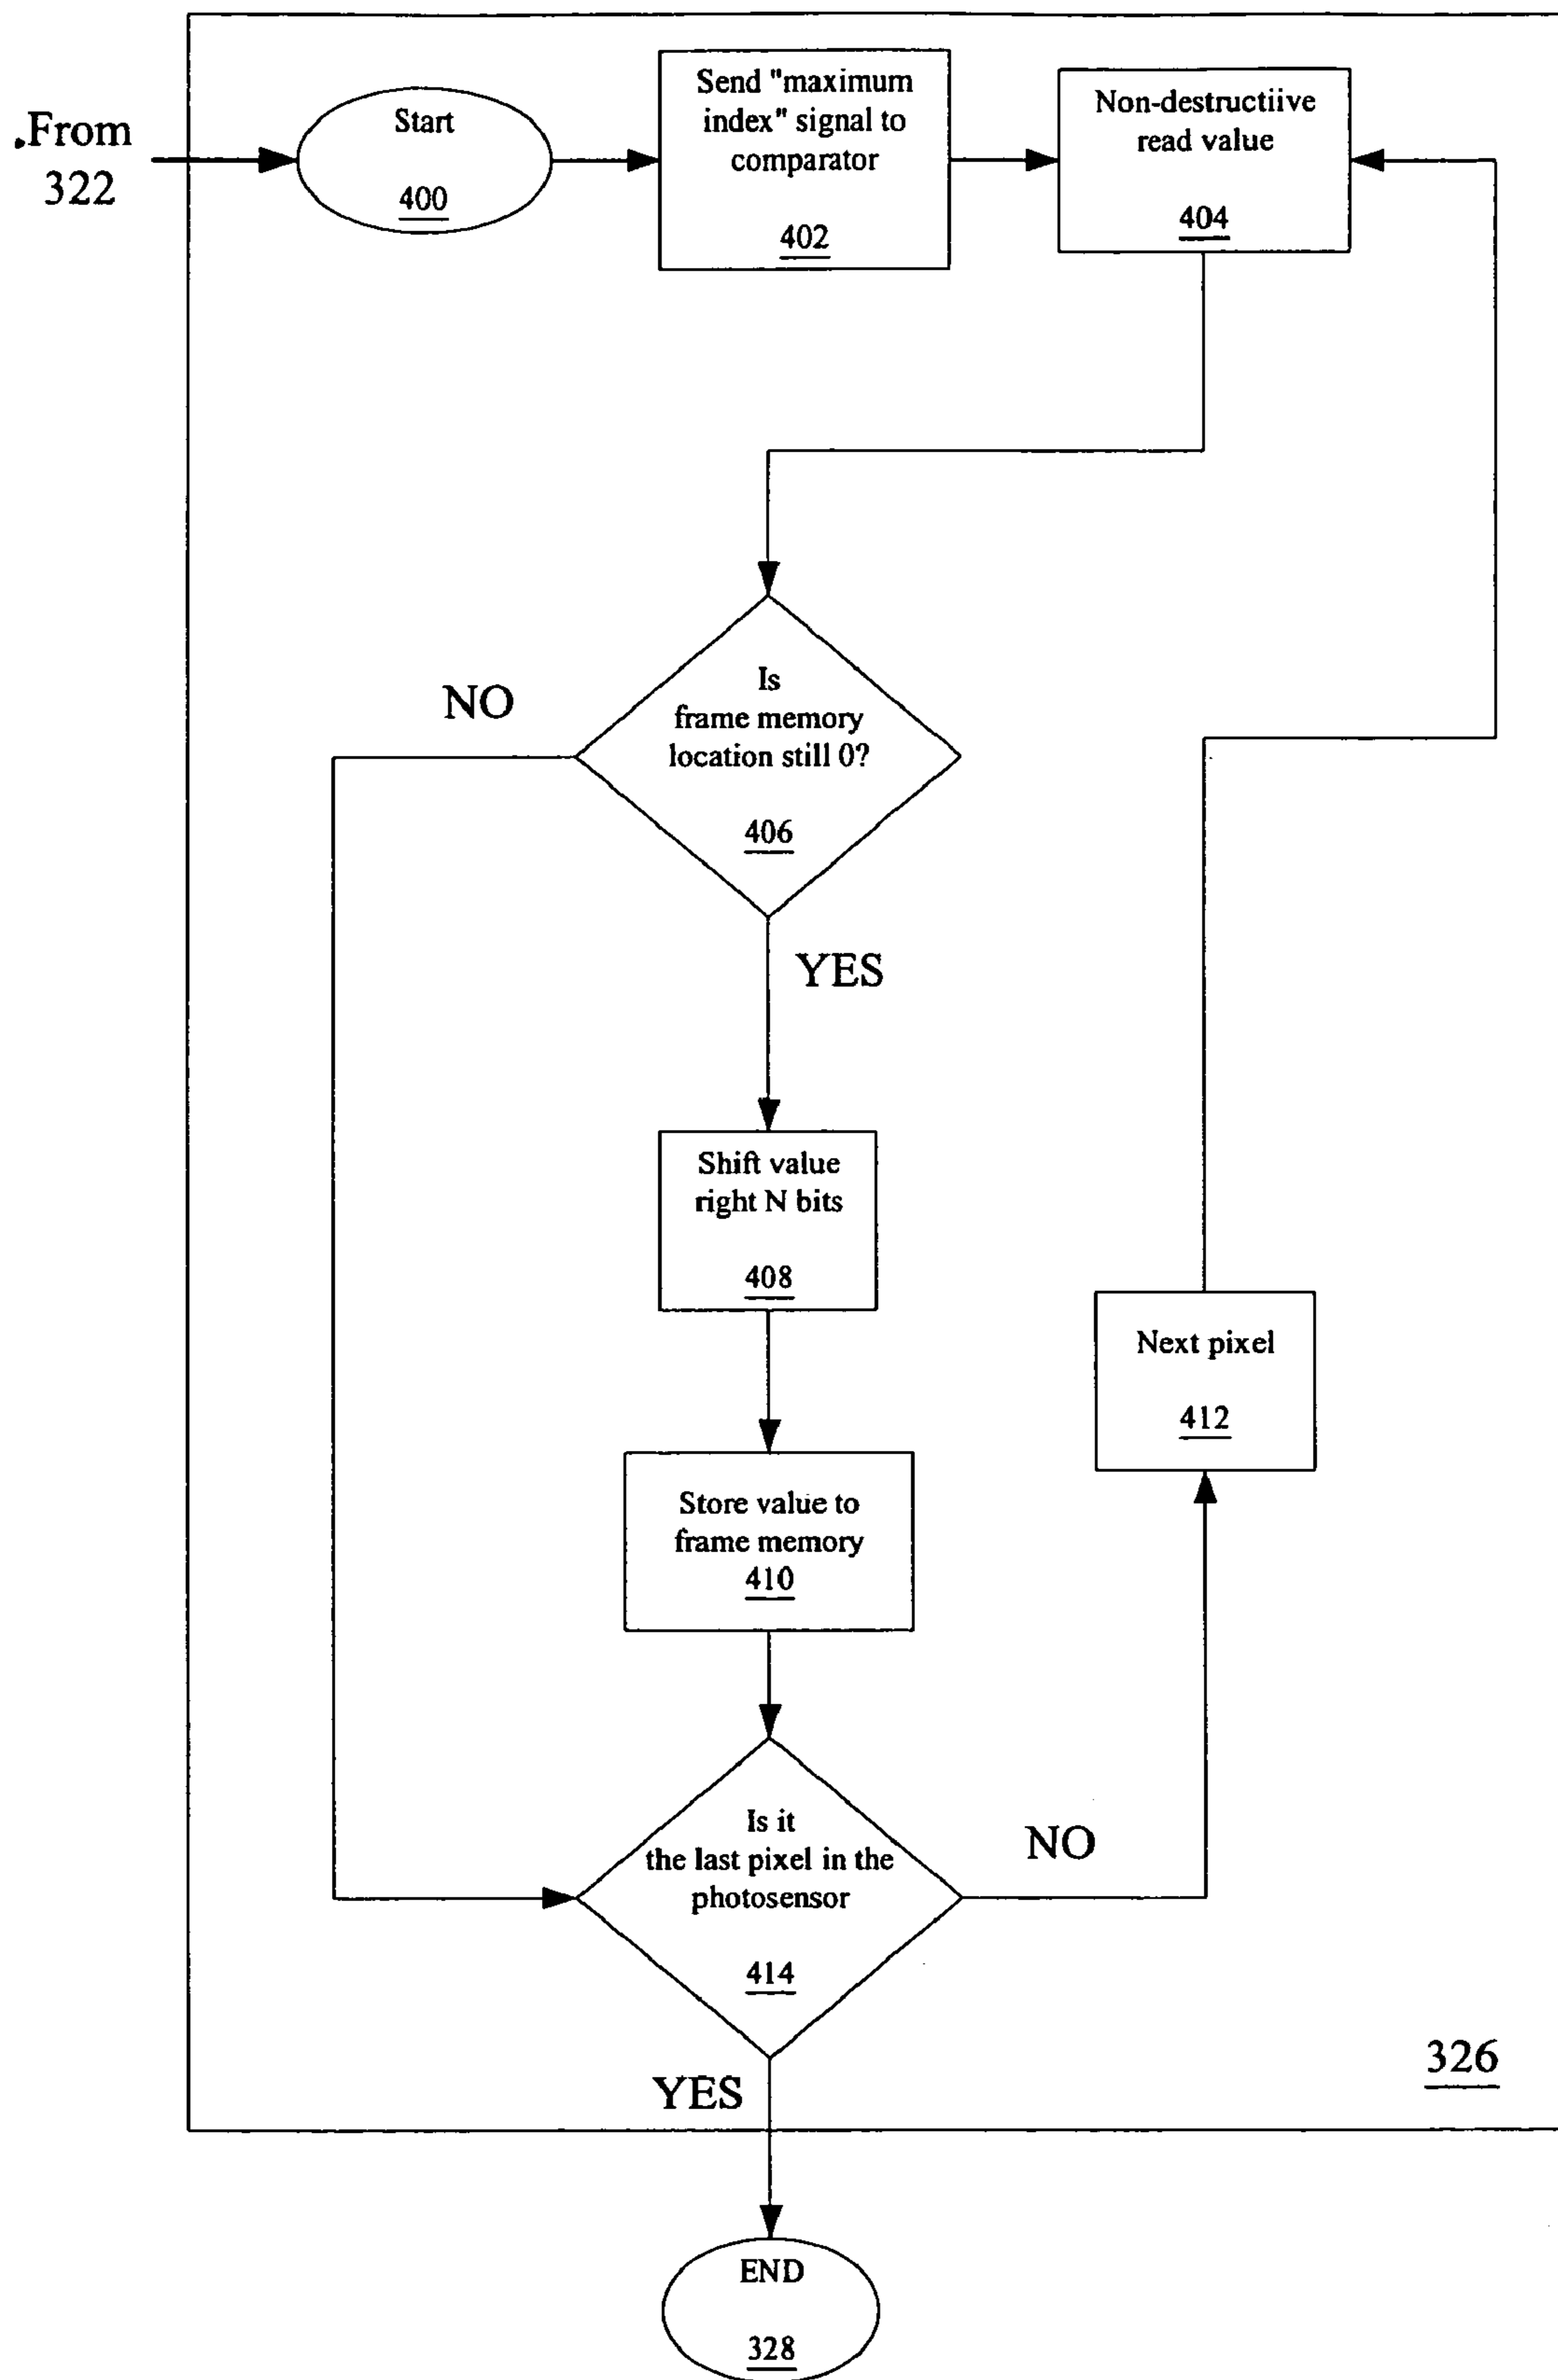 .From
322
Start
400
Send "maximum
index" signal to
comparator
402
Non-destructiive
read value
404
NO
Is
frame memory
location still 0?
406
YES
Shift value
right N bits
408
Next pixel
412
Store value to
frame memory
410
Is it
the last pixel in the
photosensor
414
NO
326
YES
END
328